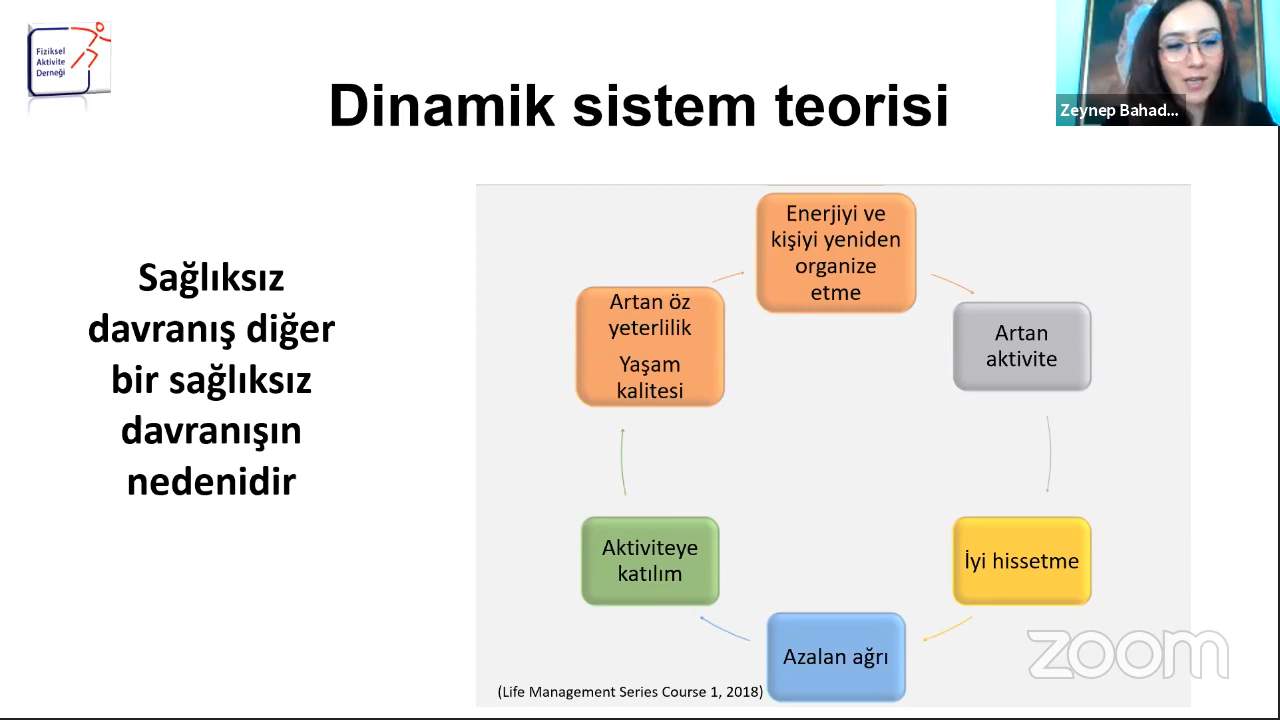 Fiziksel
Aktivite
Derneği
Dinamik sistem teorisi
Zeynep Bahad...
Sağlıksız
davranış diğer
bir sağlıksız
davranışın
nedenidir
Enerjiyi ve
kişiyi yeniden
organize
etme
Artan aktivite
İyi hissetme
Azalan ağrı
Aktiviteye
katılım
Artan öz
yeterlilik
Yaşam
kalitesi
(Life Management Series Course 1, 2018)
zoom